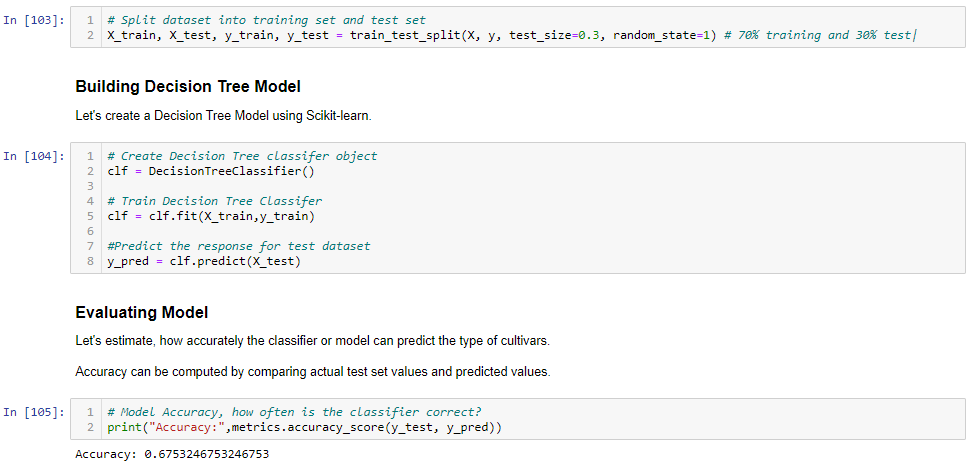 In [103]:
1 # Split dataset into training set and test set
2 X_train, X_test, y_train, y_test = train_test_split(X, y, test_size=0.3, random_state=1) # 70% training and 30% test
Building Decision Tree Model
Let's create a Decision Tree Model using Scikit-learn.
In [104]:
1 # Create Decision Tree classifer object
2 clf = DecisionTreeClassifier()
3
4 # Train Decision Tree Classifer
5 clf = clf.fit(X_train,y_train)
6
7 #Predict the response for test dataset
8 y_pred = clf.predict(X_test)
Evaluating Model
Let's estimate, how accurately the classifier or model can predict the type of cultivars.
Accuracy can be computed by comparing actual test set values and predicted values.
In [105]:
1 # Model Accuracy, how often is the classifier correct?
2 print("Accuracy:",metrics.accuracy_score(y_test, y_pred))
Accuracy: 0.6753246753246753